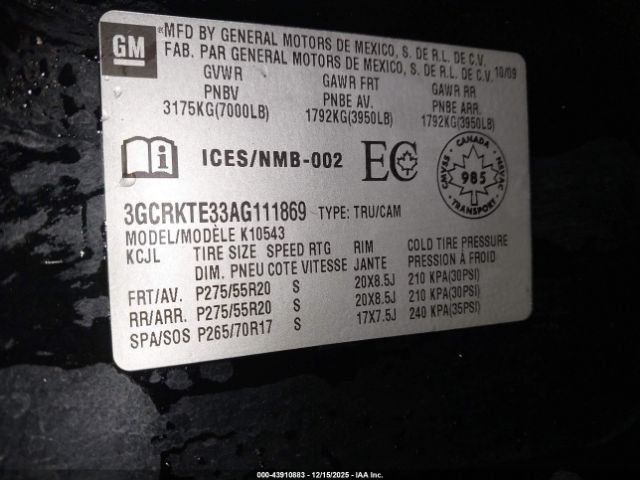 GM
®MFD BY GENERAL MOTORS DE MEXICO, S. DE R.L. DE C.V.
FAB. PAR GENERAL MOTORS DE MEXICO, S. DE R.L. DE C.V. 10/09
GVWR GAWR FRT GAWR RR
PNBV PNBE AV. PNBE ARR.
3175KG(7000LB) 1792KG(3950LB) 1792KG(3950LB)
i ICES/NMB-002 EC
CANADA
CMVSS NSVAC
985
TRANSPORT
3GCRKTE33AG111869 TYPE: TRU/CAM
MODEL/MODÈLE K10543
KCJL TIRE SIZE SPEED RTG RIM COLD TIRE PRESSURE
DIM. PNEU COTE VITESSE JANTE PRESSION À FROID
FRT/AV. P275/55R20 S 20X8.5J 210 KPA(30PSI)
RR/ARR. P275/55R20 S 20X8.5J 210 KPA(30PSI)
SPA/SOS P265/70R17 S 17X7.5J 240 KPA(35PSI)
000-43910883 - 12/15/2025 - IAA Inc.